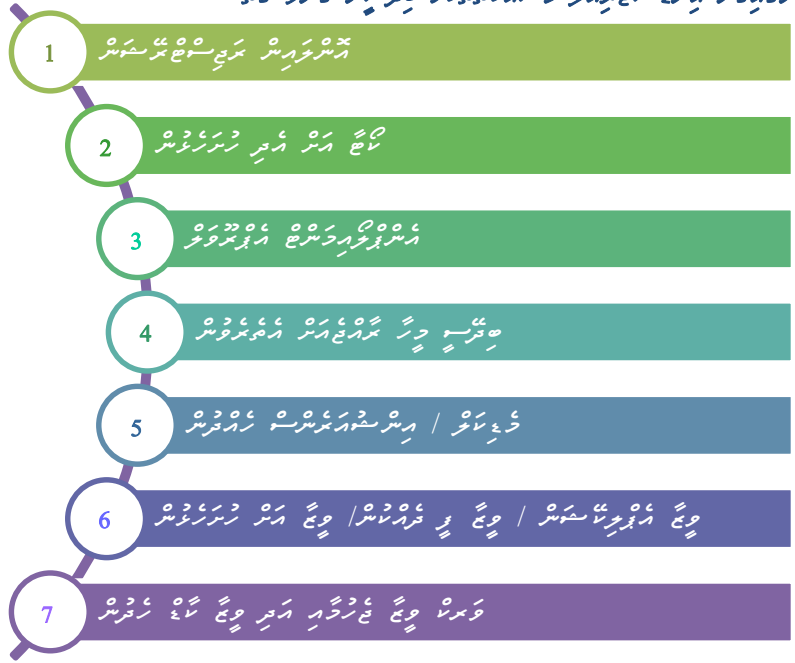 1 އޮންލައިން ރަޖިސްޓްރޭޝަން
2 ކޯޓާ އަށް އެދި ހުށަހެޅުން
3 އެންޕްލޯއިމަންޓް އެޕްރޫވަލް
4 ބިދޭސީ މީހާ ރާއްޖެއަށް އެތެރެވުން
5 މެޑިކަލް / އިންޝުއަރެންސް ހެއްދުން
6 ވީޒާ އެޕްލިކޭޝަން / ވީޒާ ފީ ދެއްކުން/ ވީޒާ އަށް ހުށަހެޅުން
7 ވަރކް ވީޒާ ޖެހުމާއި އަދި ވީޒާ ކާޑް ހެދުން